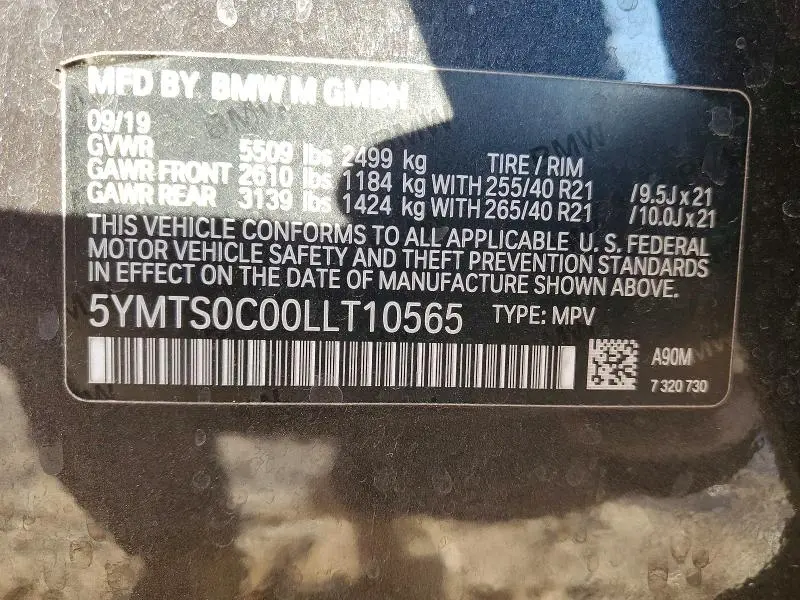 MFD BY BMW M GMBH
09/19
GVWR 5509 lbs 2499 kg TIRE / RIM
GAWR FRONT 2610 lbs 1184 kg WITH 255/40 R21 /9.5J x 21
GAWR REAR 3139 lbs 1424 kg WITH 265/40 R21 /10.0J x 21
THIS VEHICLE CONFORMS TO ALL APPLICABLE U. S. FEDERAL
MOTOR VEHICLE SAFETY AND THEFT PREVENTION STANDARDS
IN EFFECT ON THE DATE OF MANUFACTURE SHOWN ABOVE.
5YMTS0C00LLT10565 TYPE: MPV
A90M
7 320 730